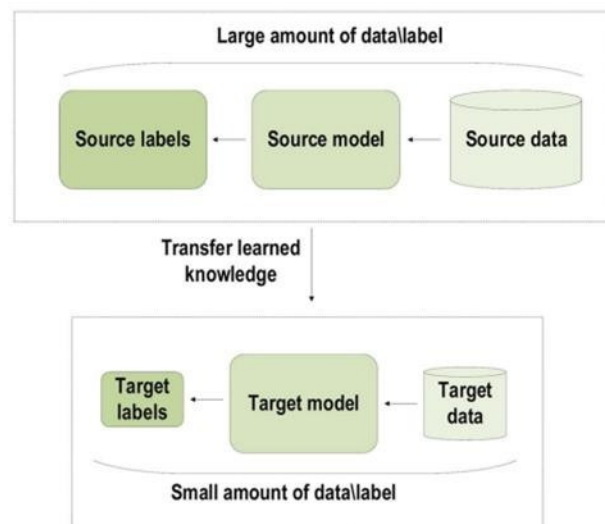 Large amount of data\label
Source labels
Source model
Source data
Transfer learned
knowledge
Target
labels
Target model
Target
data
Small amount of data\label